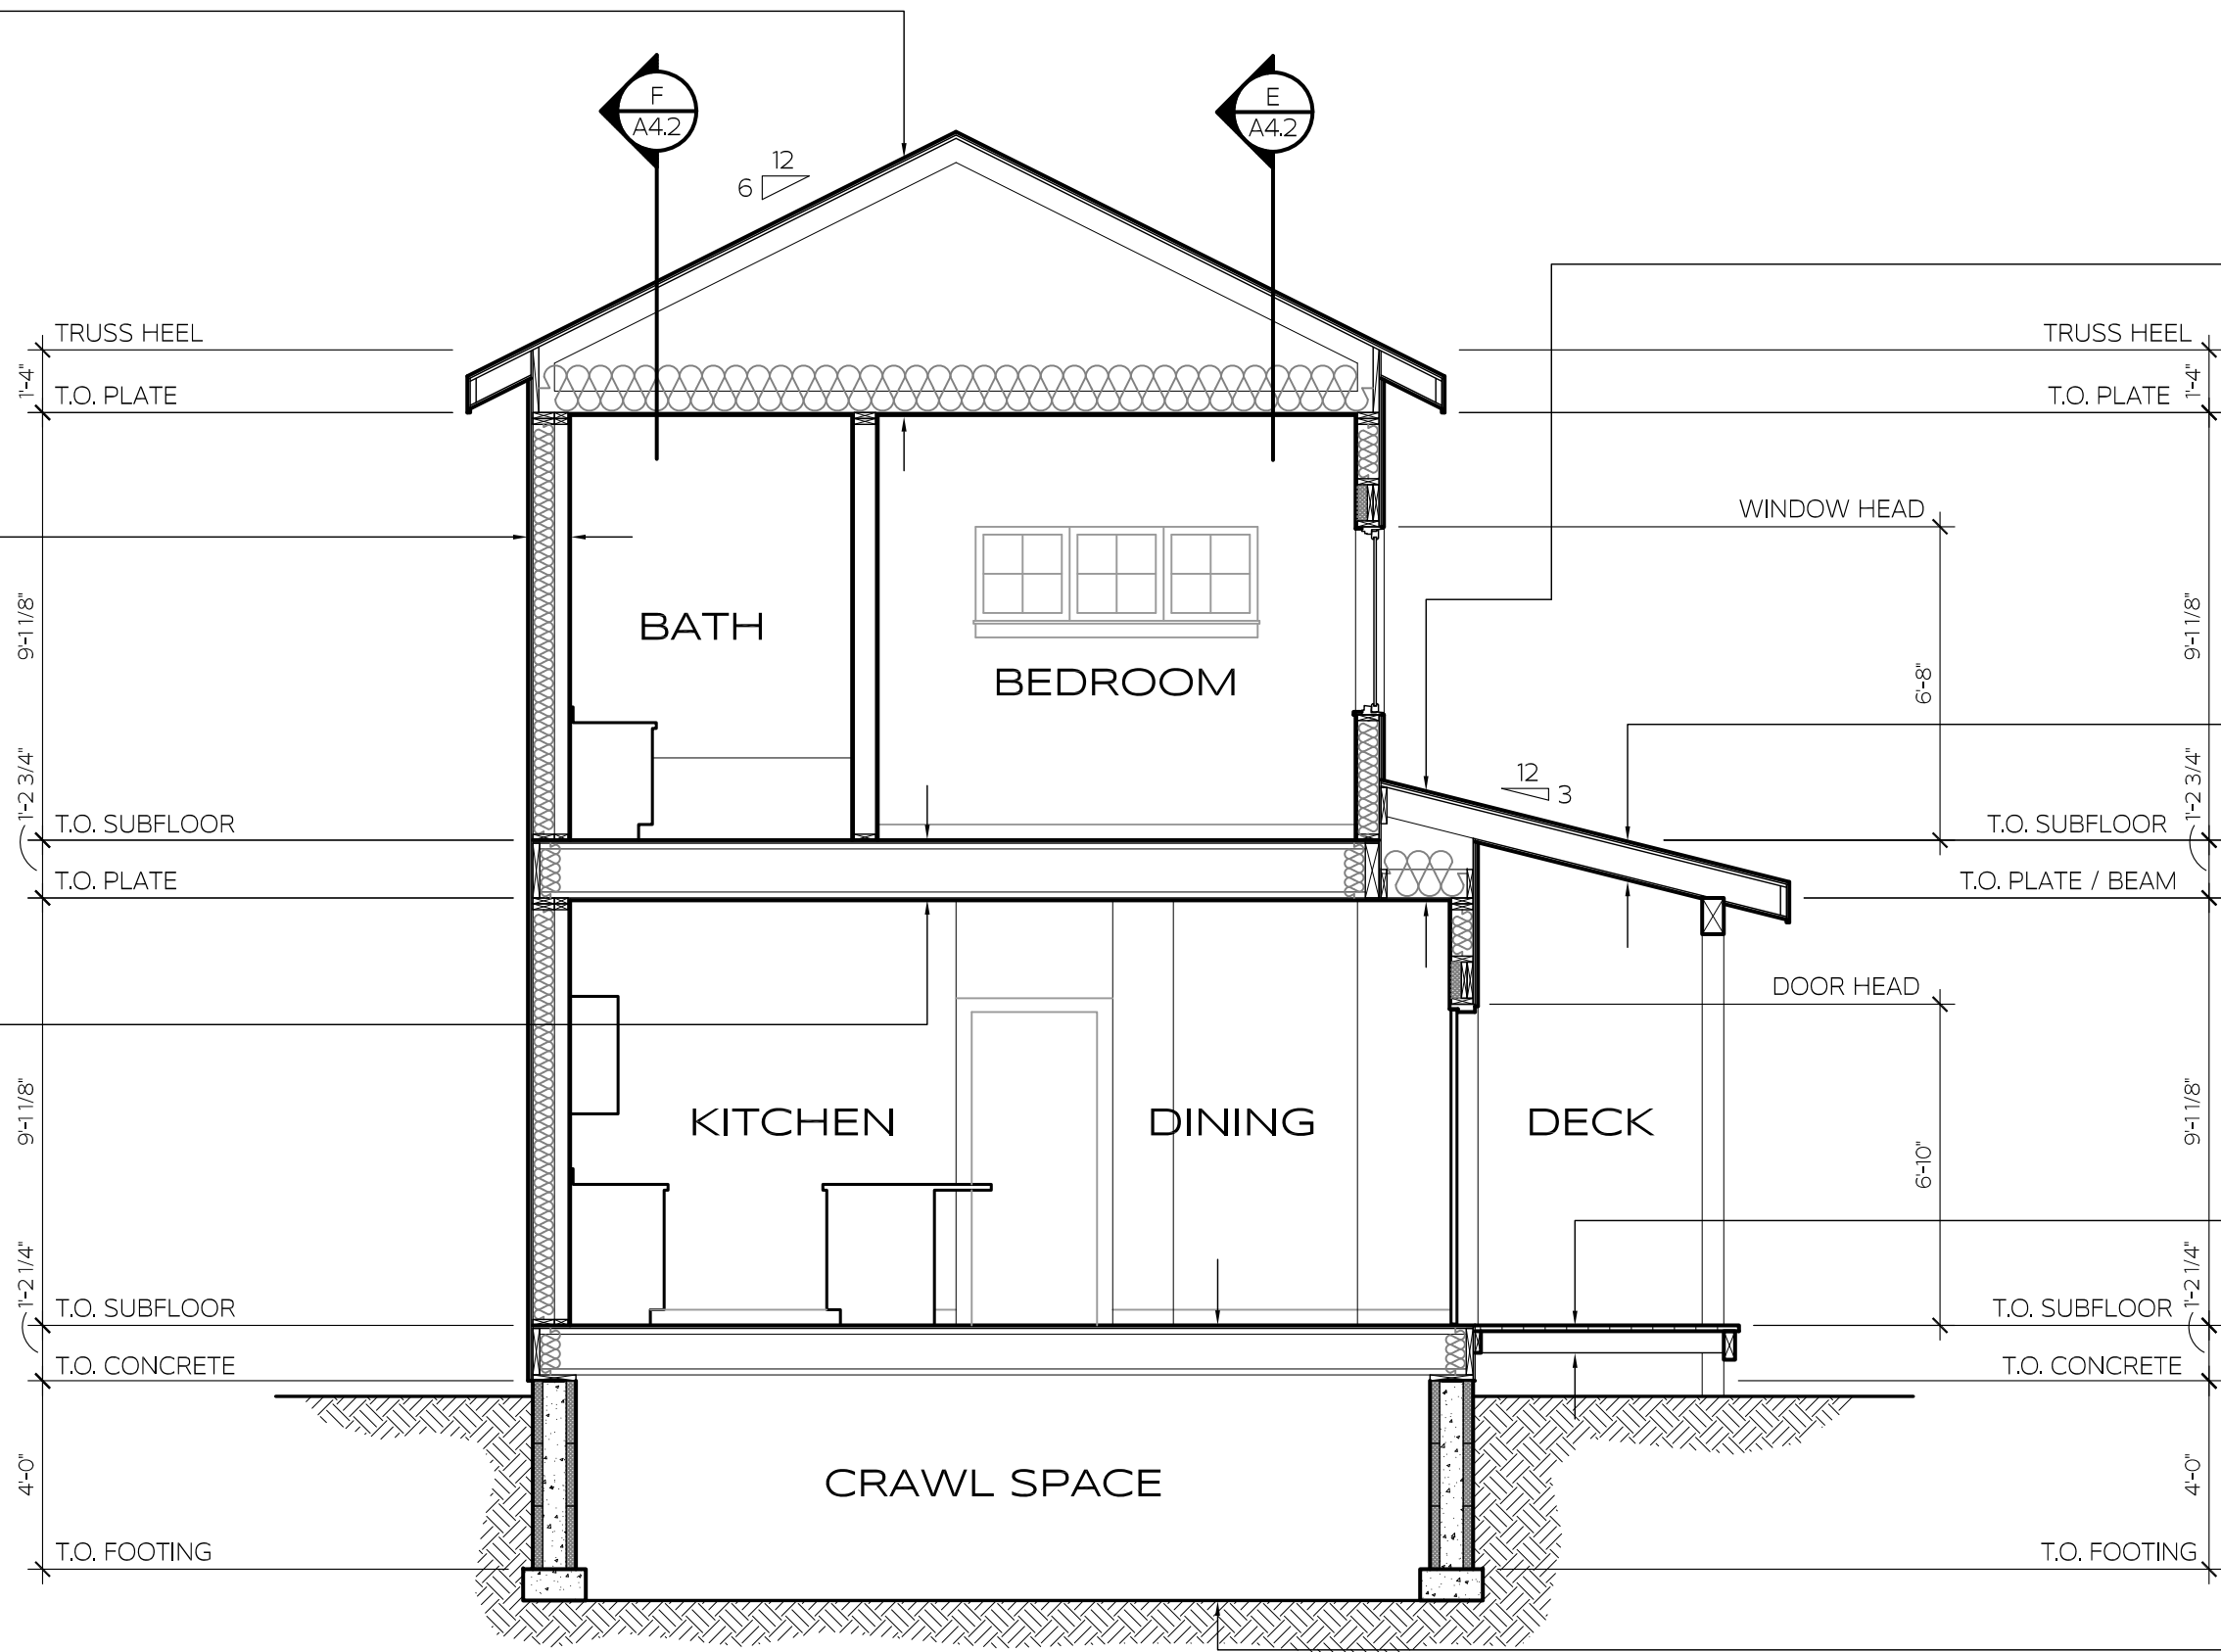 F
A4.2
E
A4.2
12
6
TRUSS HEEL
TRUSS HEEL
1'-4"
1'-4"
T.O. PLATE
T.O. PLATE
WINDOW HEAD
9'-1 1/8"
9'-1 1/8"
BATH
BEDROOM
6'-8"
1'-2 3/4"
1'-2 3/4"
12
3
T.O. SUBFLOOR
T.O. SUBFLOOR
T.O. PLATE
T.O. PLATE / BEAM
DOOR HEAD
9'-1 1/8"
9'-1 1/8"
KITCHEN
DINING
DECK
6'-10"
1'-2 1/4"
1'-2 1/4"
T.O. SUBFLOOR
T.O. SUBFLOOR
T.O. CONCRETE
T.O. CONCRETE
4'-0"
4'-0"
CRAWL SPACE
T.O. FOOTING
T.O. FOOTING